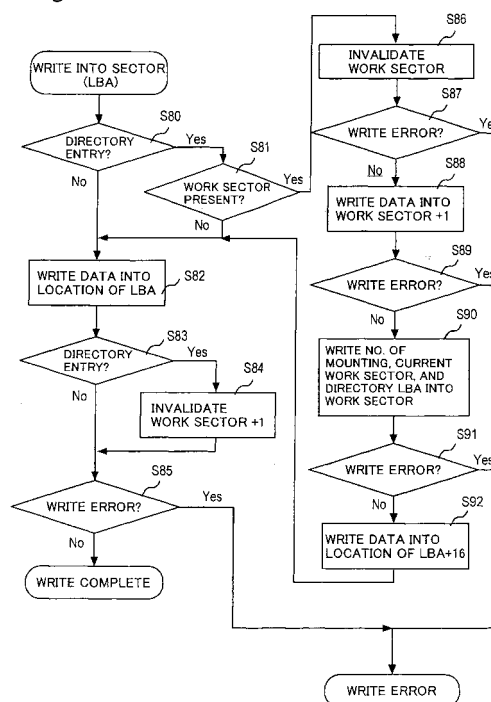 WRITE INTO SECTOR
(LBA)
S80
DIRECTORY
ENTRY?
Yes
No
S81
WORK SECTOR
PRESENT?
Yes
No
S82
WRITE DATA INTO
LOCATION OF LBA
S83
DIRECTORY
ENTRY?
Yes
No
S84
INVALIDATE
WORK SECTOR +1
S85
WRITE ERROR?
Yes
No
WRITE COMPLETE
S86
INVALIDATE
WORK SECTOR
S87
WRITE ERROR?
Yes
No
S88
WRITE DATA INTO
WORK SECTOR +1
S89
WRITE ERROR?
Yes
No
S90
WRITE NO. OF
MOUNTING, CURRENT
WORK SECTOR, AND
DIRECTORY LBA INTO
WORK SECTOR
S91
WRITE ERROR?
Yes
No
S92
WRITE DATA INTO
LOCATION OF LBA+16
WRITE ERROR